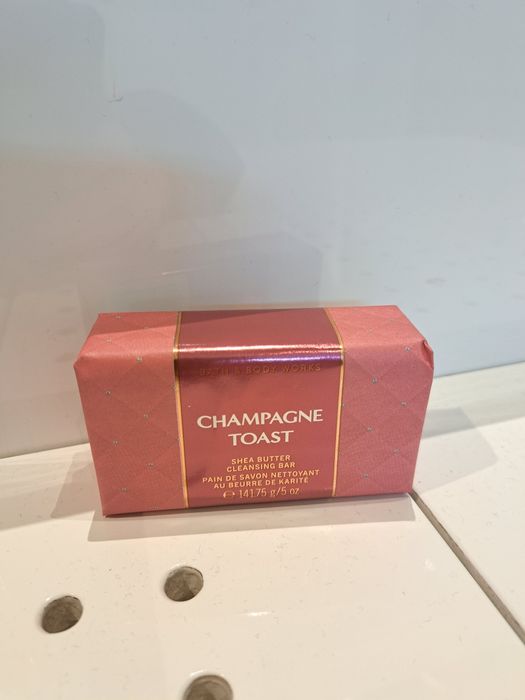 BATH & BODY WORKS
CHAMPAGNE
TOAST
SHEA BUTTER
CLEANSING BAR
PAIN DE SAVON NETTOYANT
AU BEURRE DE KARITÉ
℮ 141.75 g/5 oz